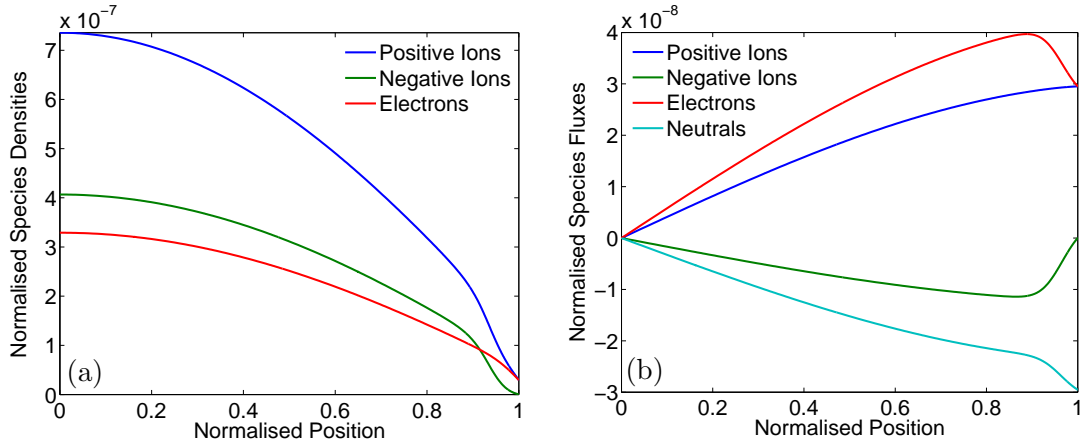 x 10⁻⁷
7
6
5
4
3
2
1
0
0
0.2
0.4
0.6
0.8
1
Normalised Species Densities
Normalised Position
Positive Ions
Negative Ions
Electrons
(a)
x 10⁻⁸
4
3
2
1
0
−1
−2
−3
0
0.2
0.4
0.6
0.8
1
Normalised Species Fluxes
Normalised Position
Positive Ions
Negative Ions
Electrons
Neutrals
(b)